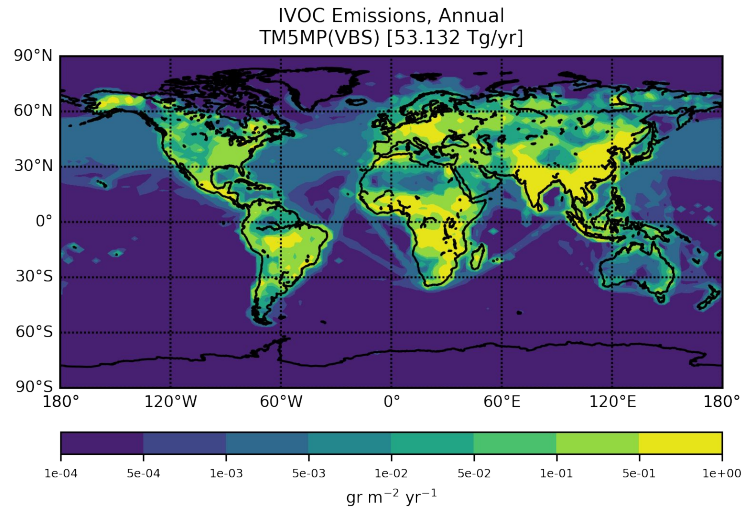 IVOC Emissions, Annual
TM5MP(VBS) [53.132 Tg/yr]
90°N
60°N
30°N
0°
30°S
60°S
90°S
180° 120°W 60°W 0° 60°E 120°E 180°
1e-04 5e-04 1e-03 5e-03 1e-02 5e-02 1e-01 5e-01 1e+00
gr m⁻² yr⁻¹